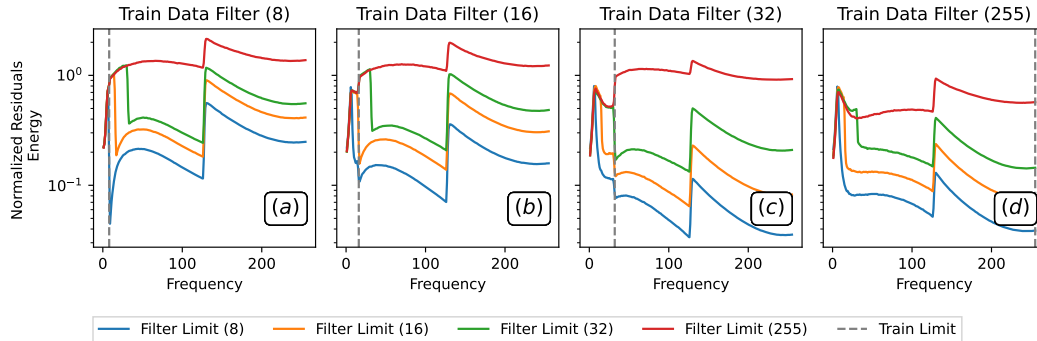 Train Data Filter (8) Train Data Filter (16) Train Data Filter (32) Train Data Filter (255)
Normalized Residuals
Energy
10⁰
10⁻¹
(a) (b) (c) (d)
0 100 200 0 100 200 0 100 200 0 100 200
Frequency Frequency Frequency Frequency
Filter Limit (8) Filter Limit (16) Filter Limit (32) Filter Limit (255) Train Limit